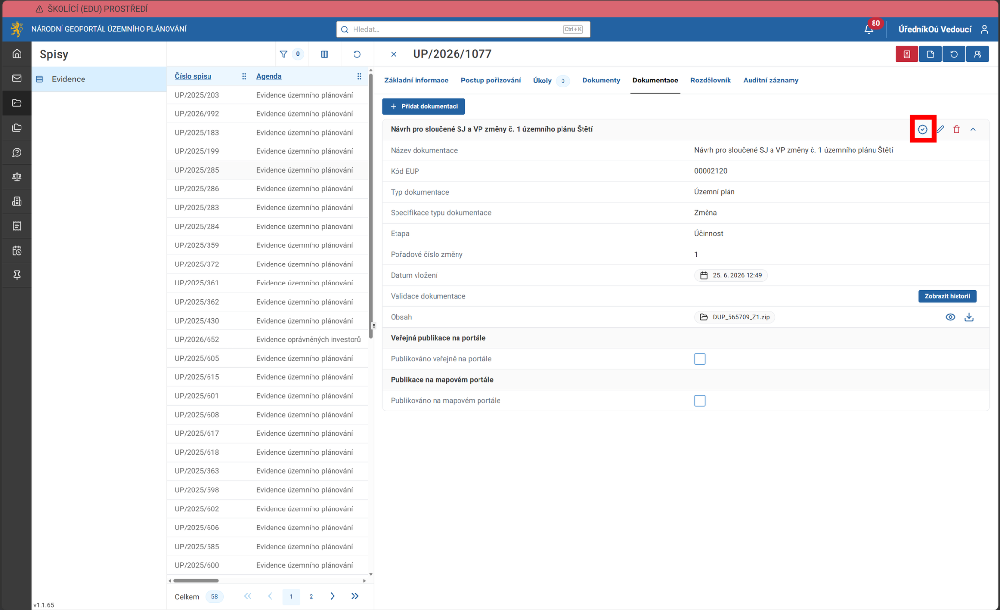 ŠKOLÍCÍ (EDU) PROSTŘEDÍ
NÁRODNÍ GEOPORTÁL ÚZEMNÍHO PLÁNOVÁNÍ
Hledat...
Ctrl+K
80
ÚředníkOú Vedoucí
Spisy
0
UP/2026/1077
Evidence
Číslo spisu Agenda
UP/2025/203 Evidence územního plánování
UP/2026/992 Evidence územního plánování
UP/2025/183 Evidence územního plánování
UP/2025/199 Evidence územního plánování
UP/2025/285 Evidence územního plánování
UP/2025/286 Evidence územního plánování
UP/2025/283 Evidence územního plánování
UP/2025/284 Evidence územního plánování
UP/2025/359 Evidence územního plánování
UP/2025/372 Evidence územního plánování
UP/2025/361 Evidence územního plánování
UP/2025/362 Evidence územního plánování
UP/2025/430 Evidence územního plánování
UP/2026/652 Evidence oprávněných investorů
UP/2025/605 Evidence územního plánování
UP/2025/615 Evidence územního plánování
UP/2025/601 Evidence územního plánování
UP/2025/608 Evidence územního plánování
UP/2025/617 Evidence územního plánování
UP/2025/618 Evidence územního plánování
UP/2025/363 Evidence územního plánování
UP/2025/598 Evidence územního plánování
UP/2025/602 Evidence územního plánování
UP/2025/606 Evidence územního plánování
UP/2025/585 Evidence územního plánování
UP/2025/600 Evidence územního plánování
Celkem 58 1 2
v1.1.65
Základní informace Postup pořizování Úkoly 0 Dokumenty Dokumentace Rozdělovník Auditní záznamy
Přidat dokumentaci
Návrh pro sloučené SJ a VP změny č. 1 územního plánu Štětí
Název dokumentace Návrh pro sloučené SJ a VP změny č. 1 územního plánu Štětí
Kód EUP 00002120
Typ dokumentace Územní plán
Specifikace typu dokumentace Změna
Etapa Účinnost
Pořadové číslo změny 1
Datum vložení 25. 6. 2026 12:49
Validace dokumentace Zobrazit historii
Obsah DUP_565709_Z1.zip
Veřejná publikace na portále
Publikováno veřejně na portále
Publikace na mapovém portále
Publikováno na mapovém portále